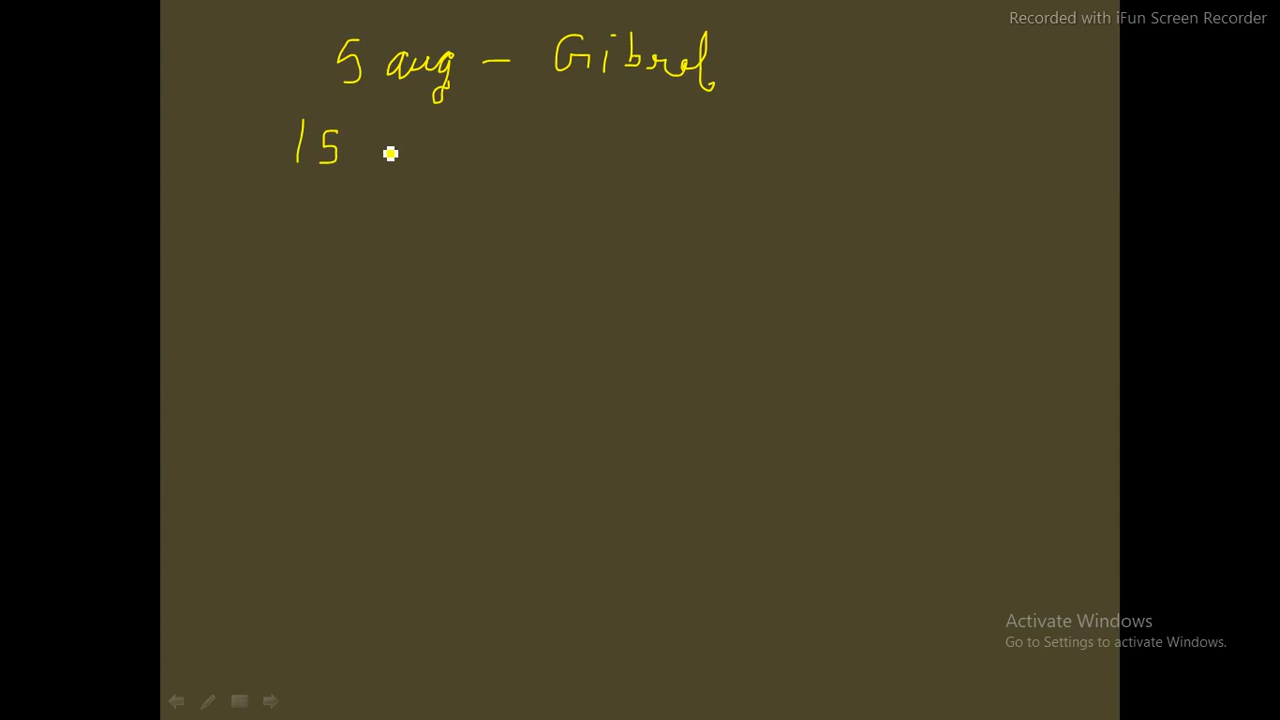 Recorded with iFun Screen Recorder
5 aug - Gibral
15
Activate Windows
Go to Settings to activate Windows.